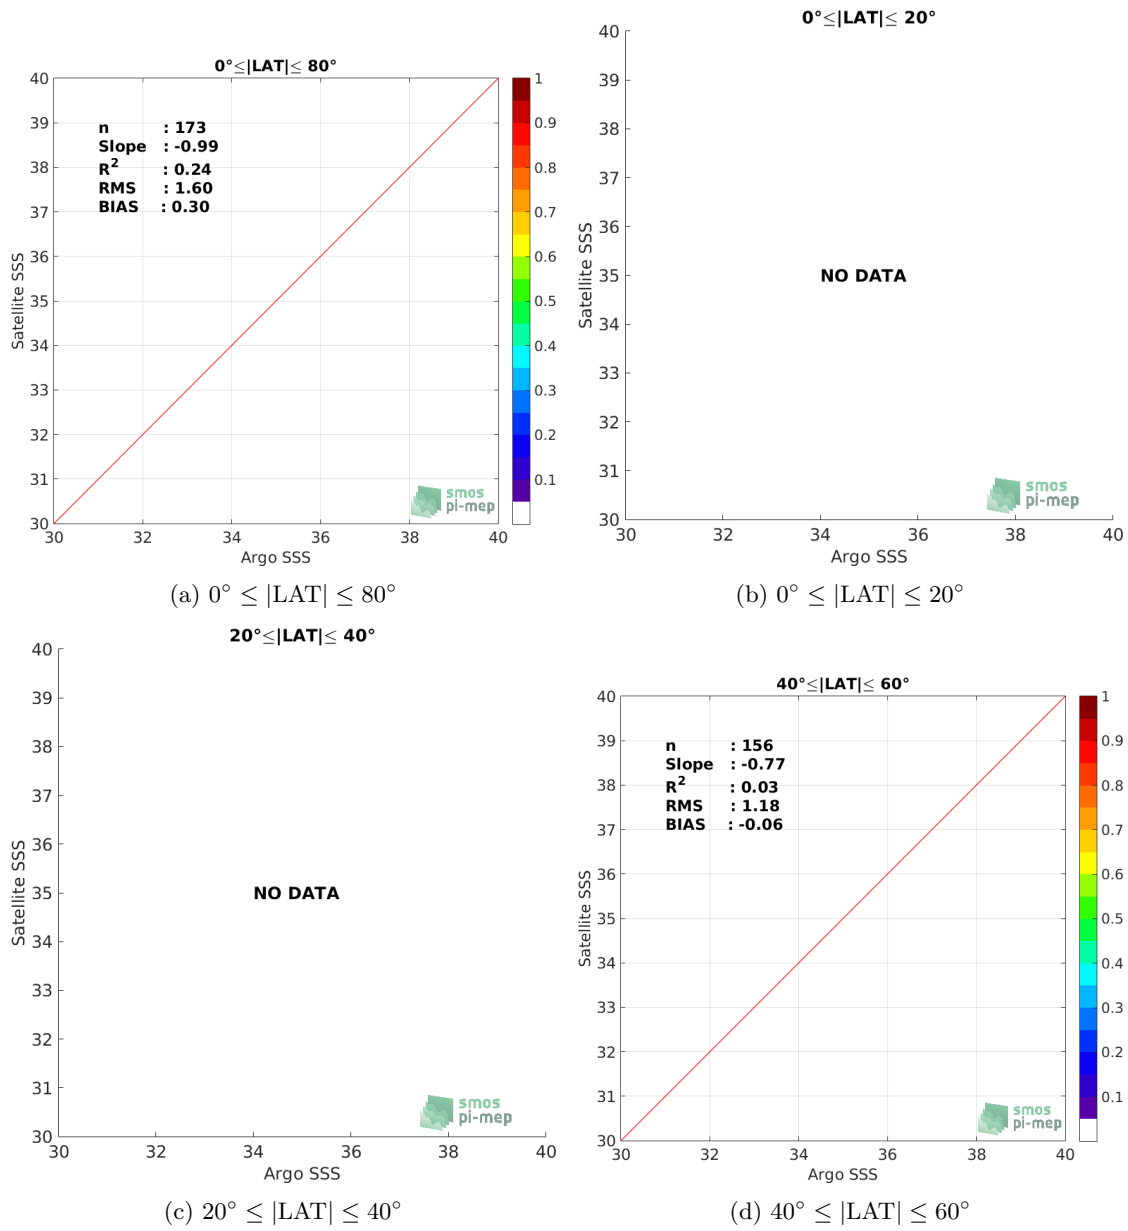 0°≤|LAT|≤ 80°
40
39
38
37
36
35
34
33
32
31
30
n : 173
Slope : -0.99
R² : 0.24
RMS : 1.60
BIAS : 0.30
Satellite SSS
30 32 34 36 38 40
Argo SSS
1
0.9
0.8
0.7
0.6
0.5
0.4
0.3
0.2
0.1
smos
pi-mep
(a) 0° ≤ |LAT| ≤ 80°
0°≤|LAT|≤ 20°
40
39
38
37
36
35
34
33
32
31
30
NO DATA
Satellite SSS
30 32 34 36 38 40
Argo SSS
smos
pi-mep
(b) 0° ≤ |LAT| ≤ 20°
20°≤|LAT|≤ 40°
40
39
38
37
36
35
34
33
32
31
30
NO DATA
Satellite SSS
30 32 34 36 38 40
Argo SSS
smos
pi-mep
(c) 20° ≤ |LAT| ≤ 40°
40°≤|LAT|≤ 60°
40
39
38
37
36
35
34
33
32
31
30
n : 156
Slope : -0.77
R² : 0.03
RMS : 1.18
BIAS : -0.06
Satellite SSS
30 32 34 36 38 40
Argo SSS
1
0.9
0.8
0.7
0.6
0.5
0.4
0.3
0.2
0.1
smos
pi-mep
(d) 40° ≤ |LAT| ≤ 60°